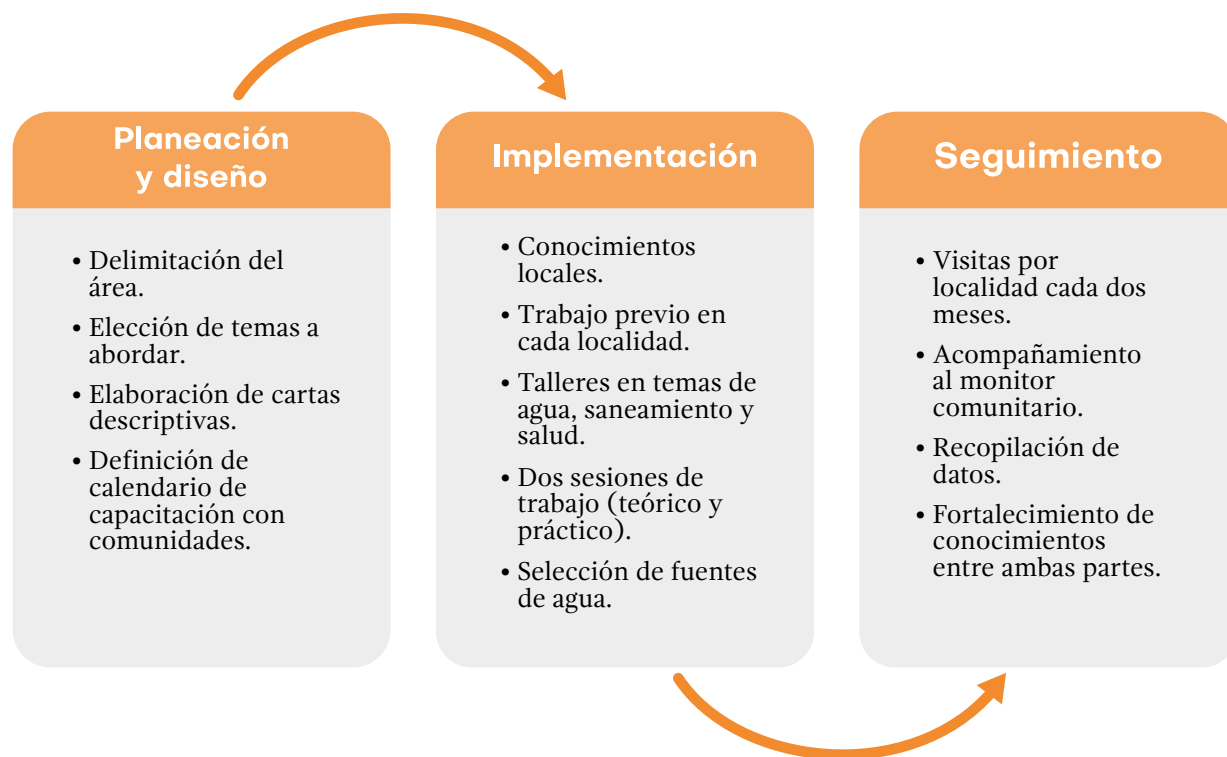 Planeación
y diseño
• Delimitación del
área.
• Elección de temas a
abordar.
• Elaboración de cartas
descriptivas.
• Definición de
calendario de
capacitación con
comunidades.
Implementación
• Conocimientos
locales.
• Trabajo previo en
cada localidad.
• Talleres en temas de
agua, saneamiento y
salud.
• Dos sesiones de
trabajo (teórico y
práctico).
• Selección de fuentes
de agua.
Seguimiento
• Visitas por
localidad cada dos
meses.
• Acompañamiento
al monitor
comunitario.
• Recopilación de
datos.
• Fortalecimiento de
conocimientos
entre ambas partes.